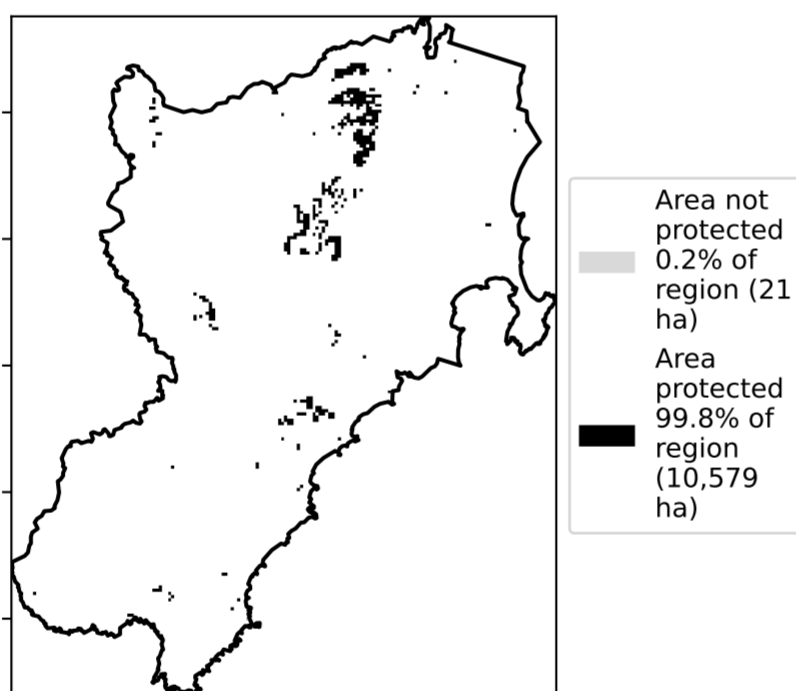 Area not
protected
0.2% of
region (21
ha)
Area
protected
99.8% of
region
(10,579
ha)